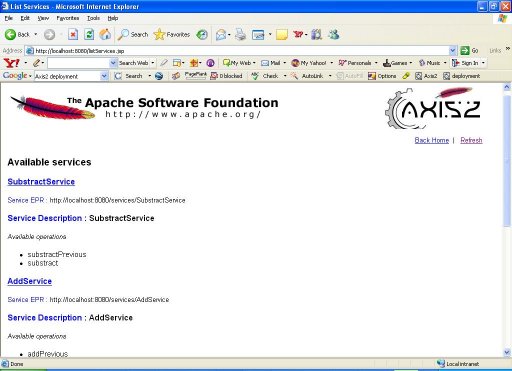 List Services - Microsoft Internet Explorer
File Edit View Favorites Tools Help
Back Search Favorites
Address http://localhost:8080/listServices.jsp Go Links
Y! Search Web Mail My Web My Yahoo! Personals Games Music Sign In
Google Axis2 deployment Search PageRank 0 blocked Check AutoLink AutoFill Options Axis2 deployment
The Apache Software Foundation
http://www.apache.org/
AXIS2
Back Home | Refresh
Available services
SubstractService
Service EPR : http://localhost:8080/services/SubstractService
Service Description : SubstractService
Available operations
substractPrevious
substract
AddService
Service EPR : http://localhost:8080/services/AddService
Service Description : AddService
Available operations
addPrevious
Done Local intranet